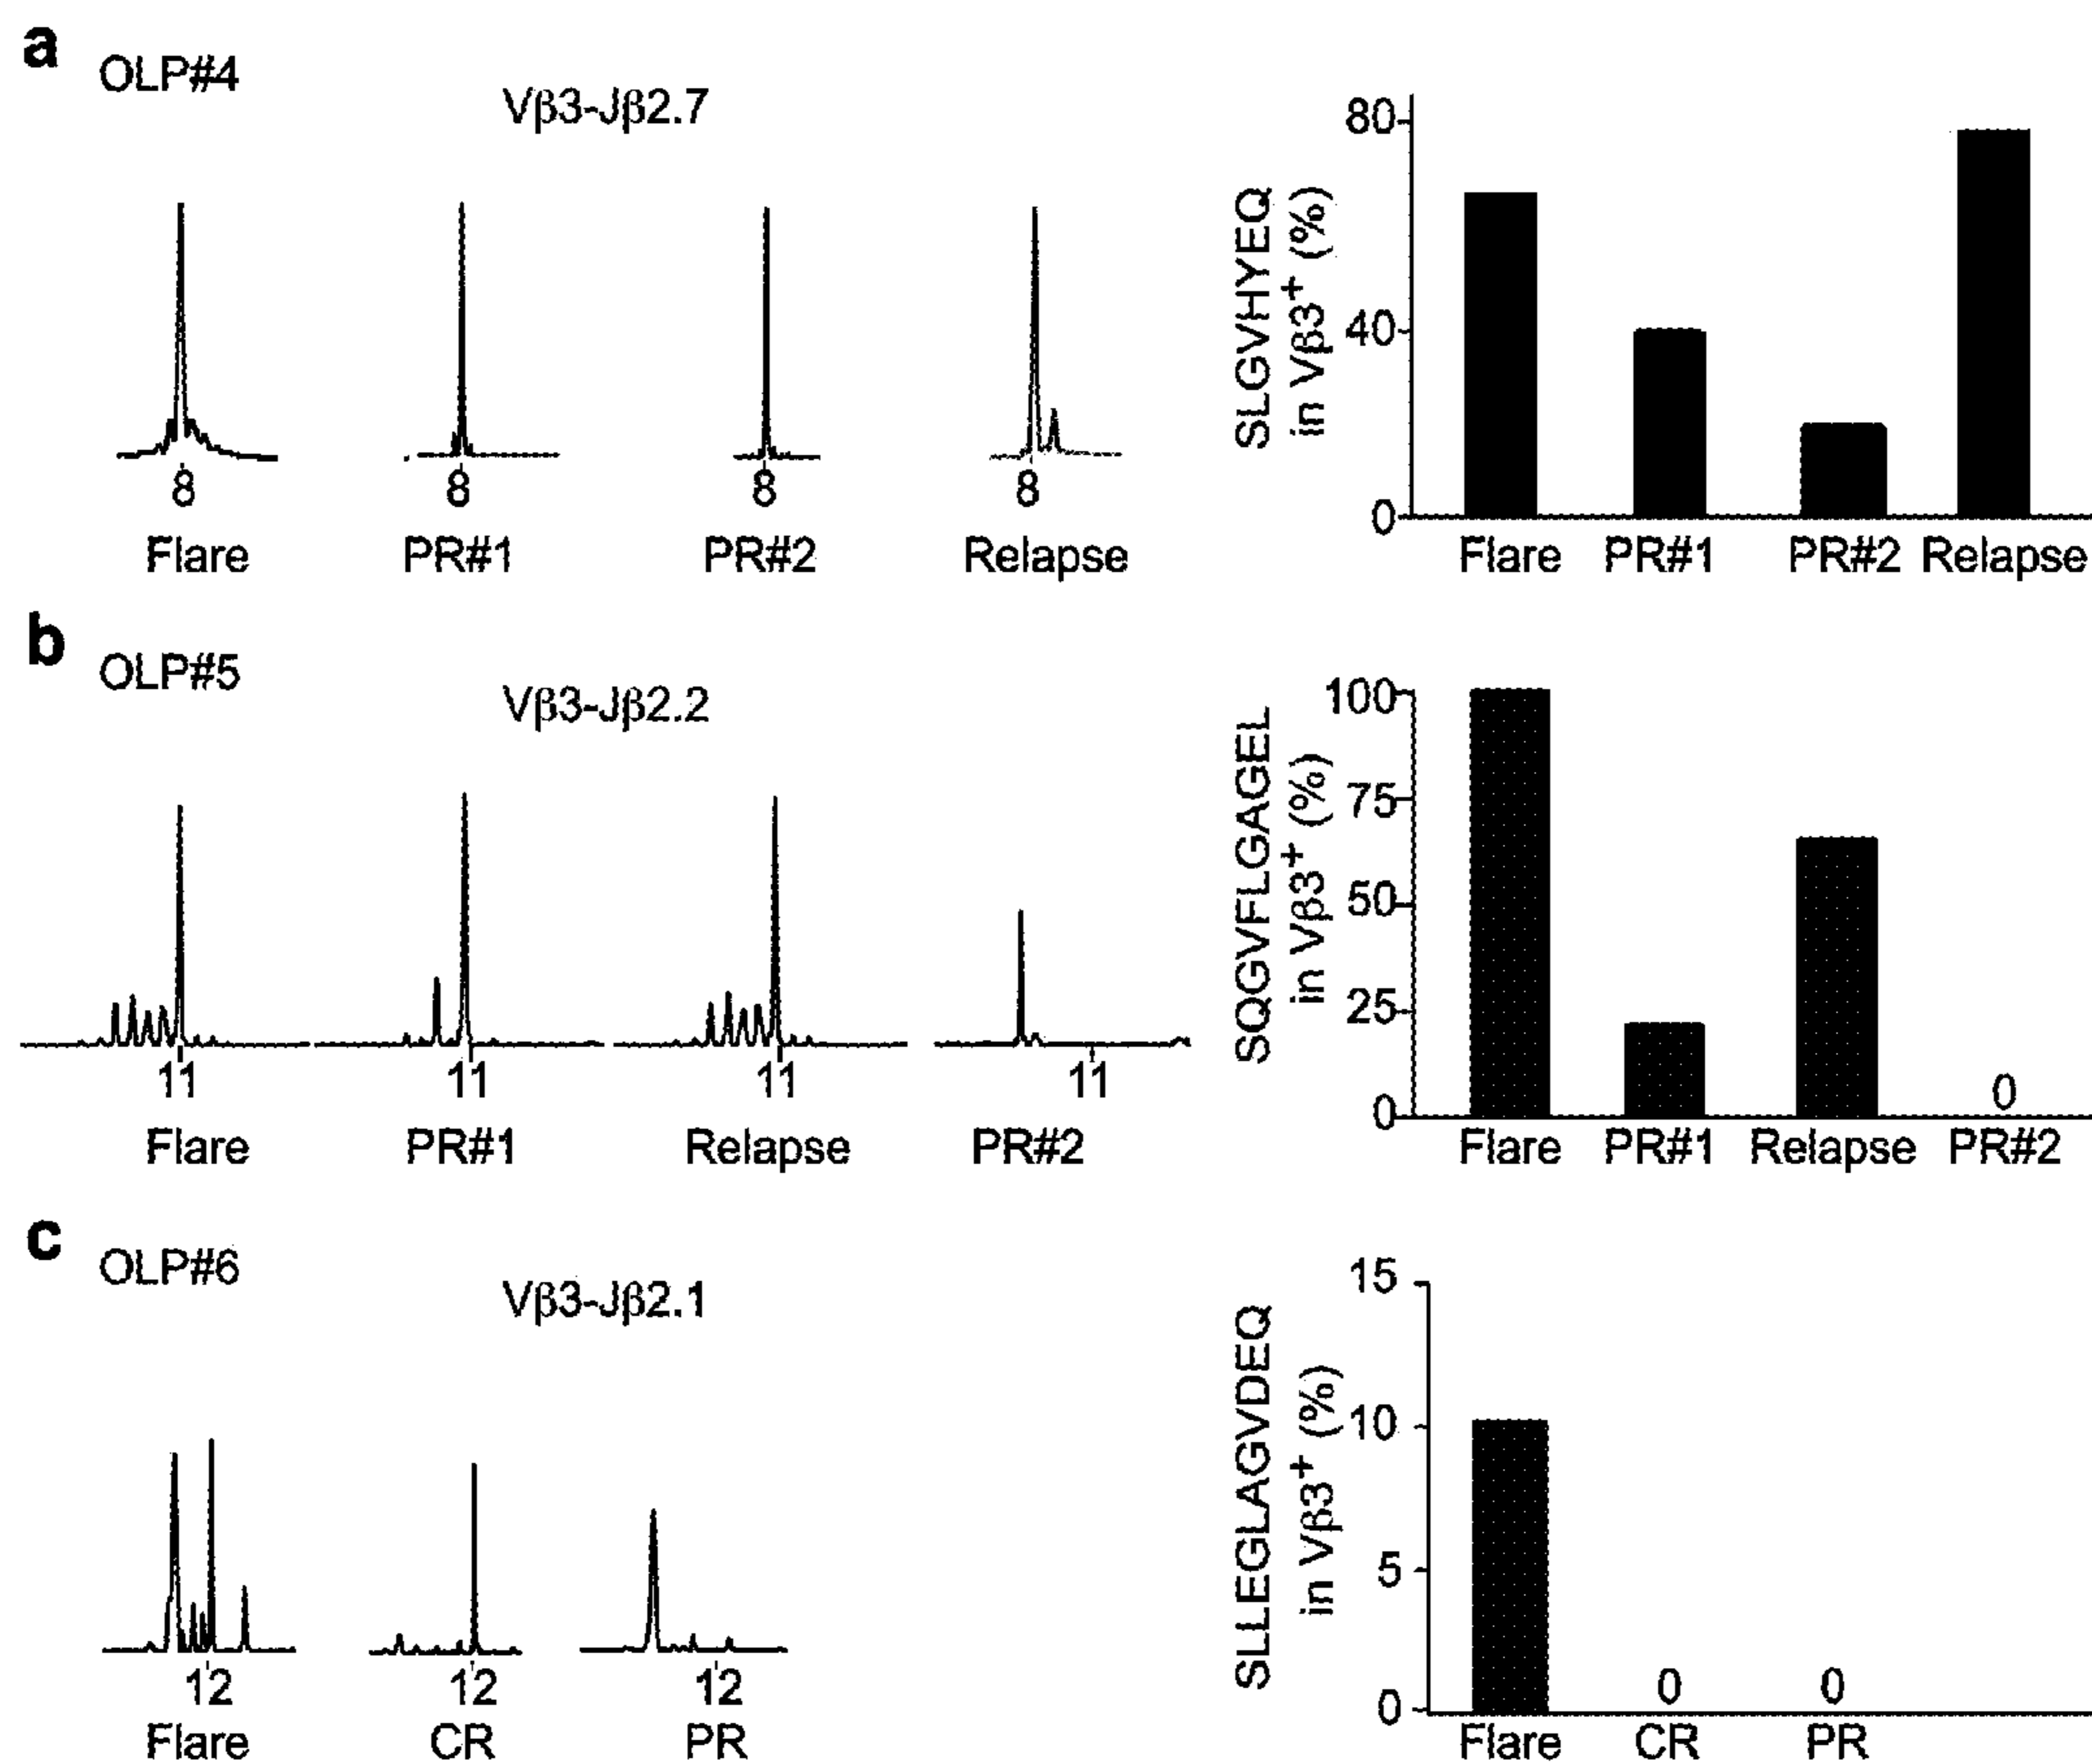 a
OLP#4
Vβ3-Jβ2.7
8
8
8
8
Flare
PR#1
PR#2
Relapse
SLGVHYEQ
in Vβ3+ (%)
80
40
0
Flare
PR#1
PR#2
Relapse
b
OLP#5
Vβ3-Jβ2.2
11
11
11
11
Flare
PR#1
Relapse
PR#2
SQGVFLGAGEL
in Vβ3+ (%)
100
75
50
25
0
0
Flare
PR#1
Relapse
PR#2
c
OLP#6
Vβ3-Jβ2.1
12
12
12
Flare
CR
PR
SLLEGLAGVDEQ
in Vβ3+ (%)
15
10
5
0
0
0
Flare
CR
PR